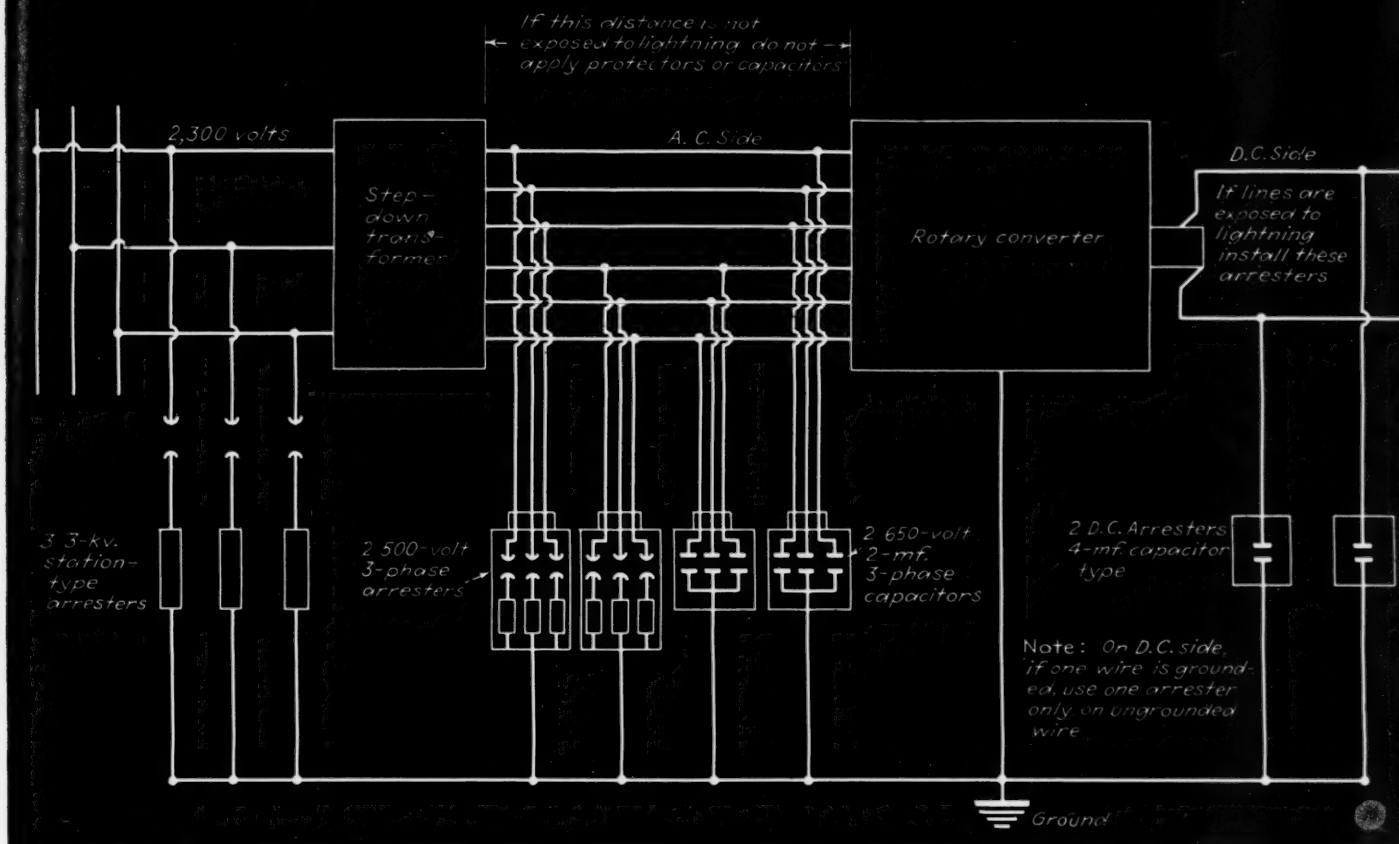 If this distance is not
exposed to lightning do not
apply protectors or capacitors
2,300 volts
A.C. Side
D.C. Side
Step-
down
trans-
former
Rotary converter
If lines are
exposed to
lightning
install these
arresters
3 3-kv.
station-
type
arresters
2 500-volt
3-phase
arresters
2 650-volt
2-mf.
3-phase
capacitors
2 D.C. Arresters
4-mf. capacitor
type
Note: On D.C. side,
if one wire is ground-
ed, use one arrester
only on ungrounded
wire
Ground